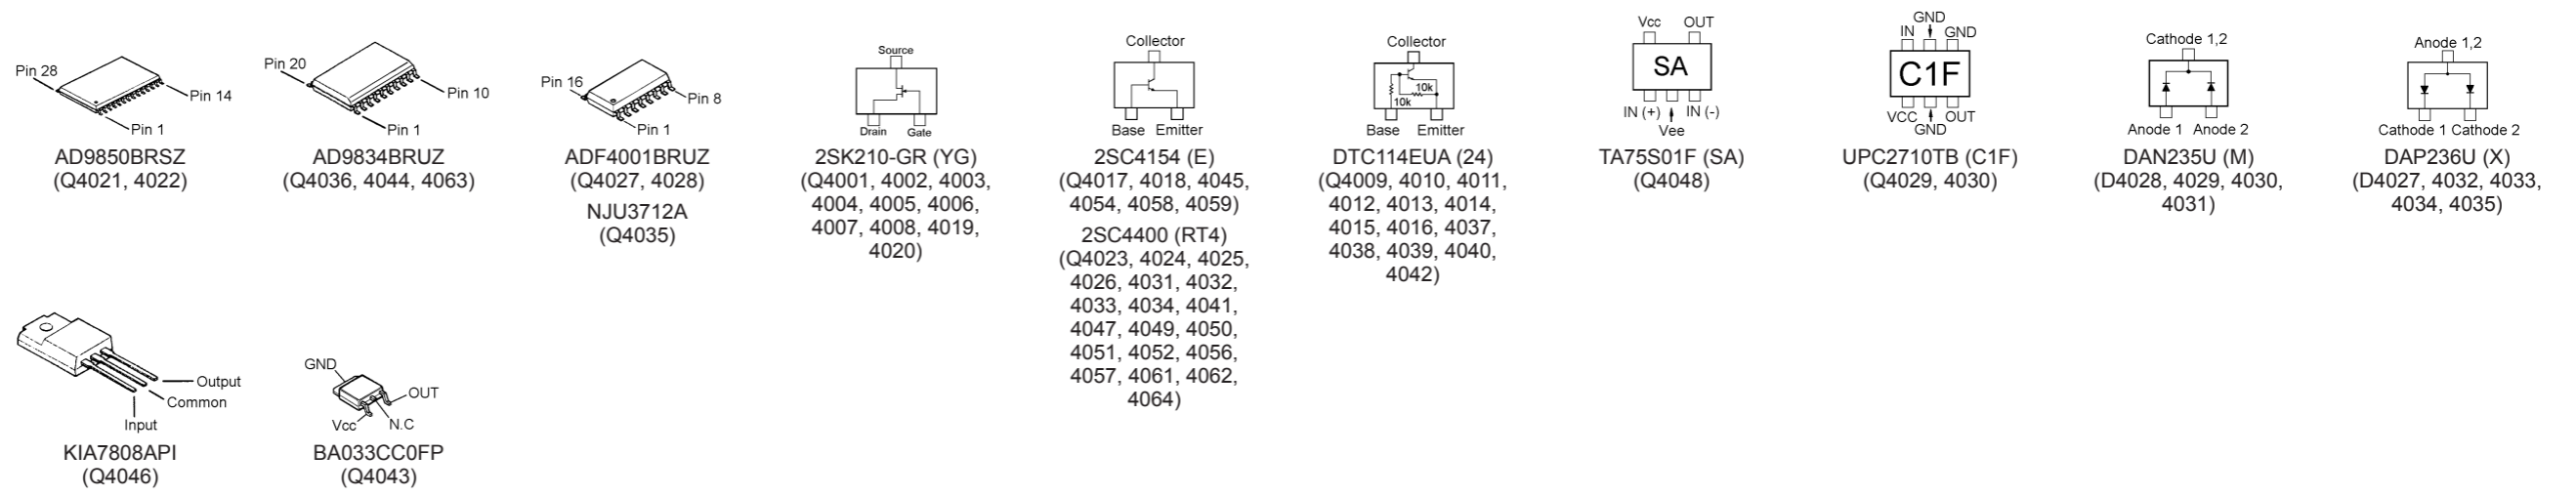 Pin 28
Pin 14
Pin 1
AD9850BRSZ
(Q4021, 4022)
Pin 20
Pin 10
Pin 1
AD9834BRUZ
(Q4036, 4044, 4063)
Pin 16
Pin 8
Pin 1
ADF4001BRUZ
(Q4027, 4028)
NJU3712A
(Q4035)
Source
Drain Gate
2SK210-GR (YG)
(Q4001, 4002, 4003,
4004, 4005, 4006,
4007, 4008, 4019,
4020)
Collector
Base Emitter
2SC4154 (E)
(Q4017, 4018, 4045,
4054, 4058, 4059)
2SC4400 (RT4)
(Q4023, 4024, 4025,
4026, 4031, 4032,
4033, 4034, 4041,
4047, 4049, 4050,
4051, 4052, 4056,
4057, 4061, 4062,
4064)
Collector
10k
10k
Base Emitter
DTC114EUA (24)
(Q4009, 4010, 4011,
4012, 4013, 4014,
4015, 4016, 4037,
4038, 4039, 4040,
4042)
Vcc OUT
SA
IN (+) IN (-)
Vee
TA75S01F (SA)
(Q4048)
GND
IN GND
C1F
VCC OUT
GND
UPC2710TB (C1F)
(Q4029, 4030)
Cathode 1,2
Anode 1 Anode 2
DAN235U (M)
(D4028, 4029, 4030,
4031)
Anode 1,2
Cathode 1 Cathode 2
DAP236U (X)
(D4027, 4032, 4033,
4034, 4035)
Output
Common
Input
KIA7808API
(Q4046)
GND
OUT
Vcc N.C
BA033CC0FP
(Q4043)